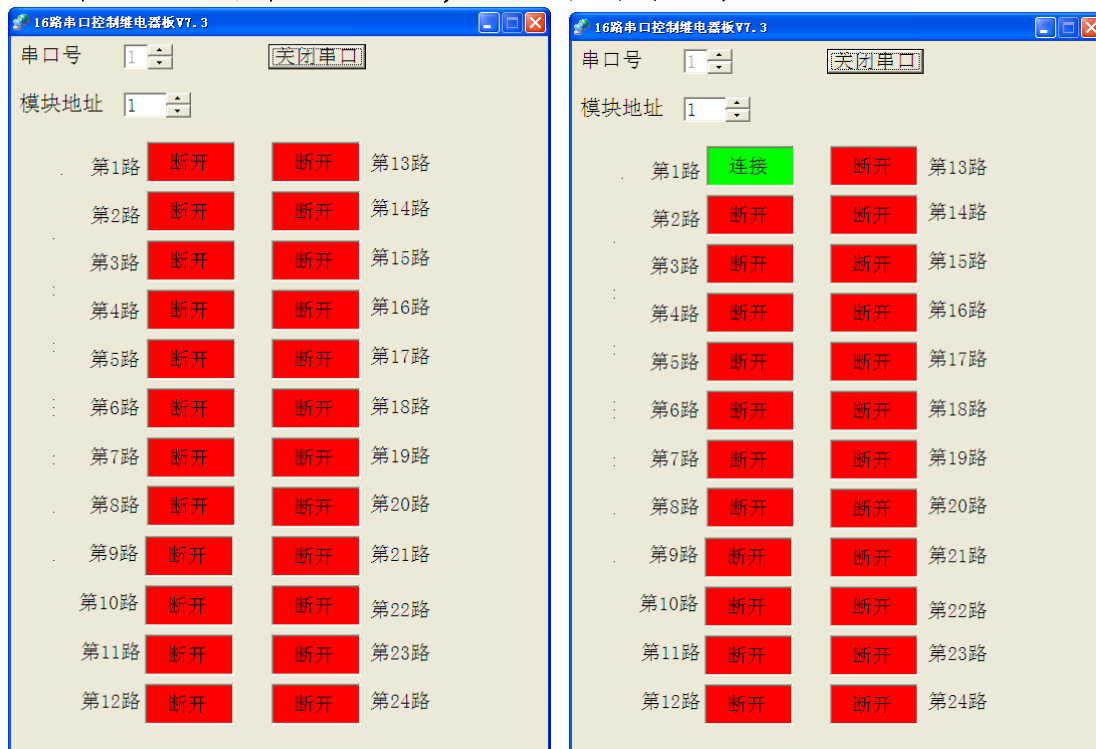 16路串口控制继电器板V7.3
串口号 1 关闭串口
模块地址 1
第1路 断开 断开 第13路
第2路 断开 断开 第14路
第3路 断开 断开 第15路
第4路 断开 断开 第16路
第5路 断开 断开 第17路
第6路 断开 断开 第18路
第7路 断开 断开 第19路
第8路 断开 断开 第20路
第9路 断开 断开 第21路
第10路 断开 断开 第22路
第11路 断开 断开 第23路
第12路 断开 断开 第24路
16路串口控制继电器板V7.3
串口号 1 关闭串口
模块地址 1
第1路 连接 断开 第13路
第2路 断开 断开 第14路
第3路 断开 断开 第15路
第4路 断开 断开 第16路
第5路 断开 断开 第17路
第6路 断开 断开 第18路
第7路 断开 断开 第19路
第8路 断开 断开 第20路
第9路 断开 断开 第21路
第10路 断开 断开 第22路
第11路 断开 断开 第23路
第12路 断开 断开 第24路